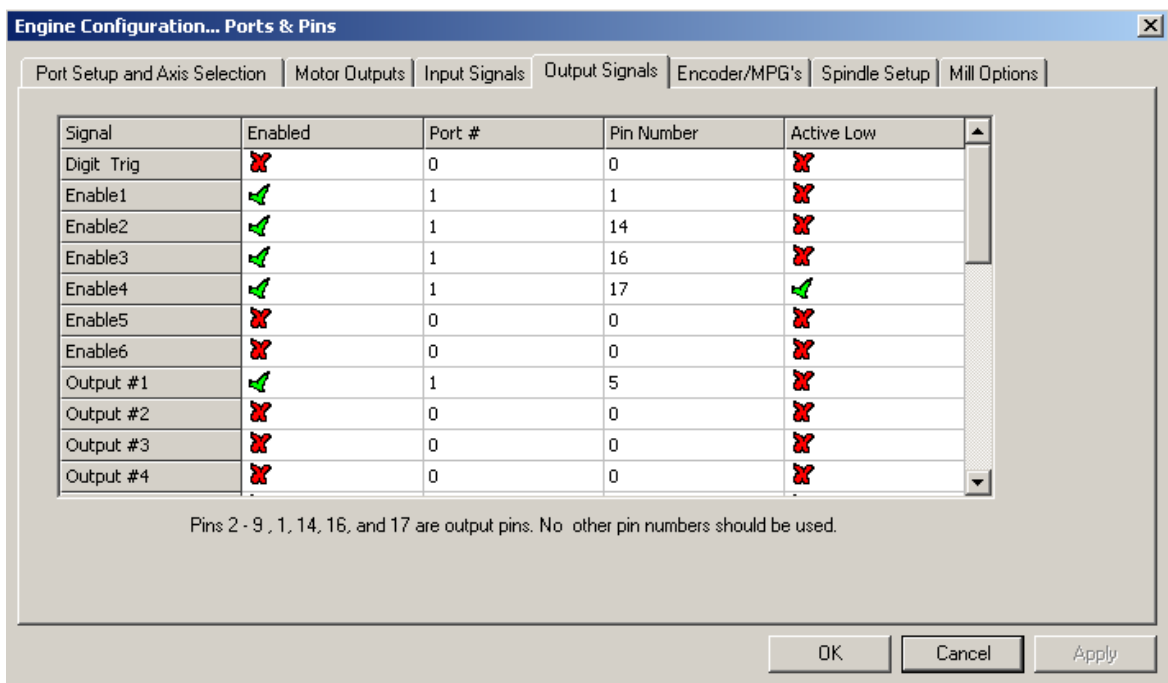 Engine Configuration... Ports & Pins
Port Setup and Axis Selection Motor Outputs Input Signals Output Signals Encoder/MPG's Spindle Setup Mill Options
Signal Enabled Port # Pin Number Active Low
Digit Trig 0 0
Enable1 1 1
Enable2 1 14
Enable3 1 16
Enable4 1 17
Enable5 0 0
Enable6 0 0
Output #1 1 5
Output #2 0 0
Output #3 0 0
Output #4 0 0
Pins 2 - 9 , 1, 14, 16, and 17 are output pins. No other pin numbers should be used.
OK Cancel Apply